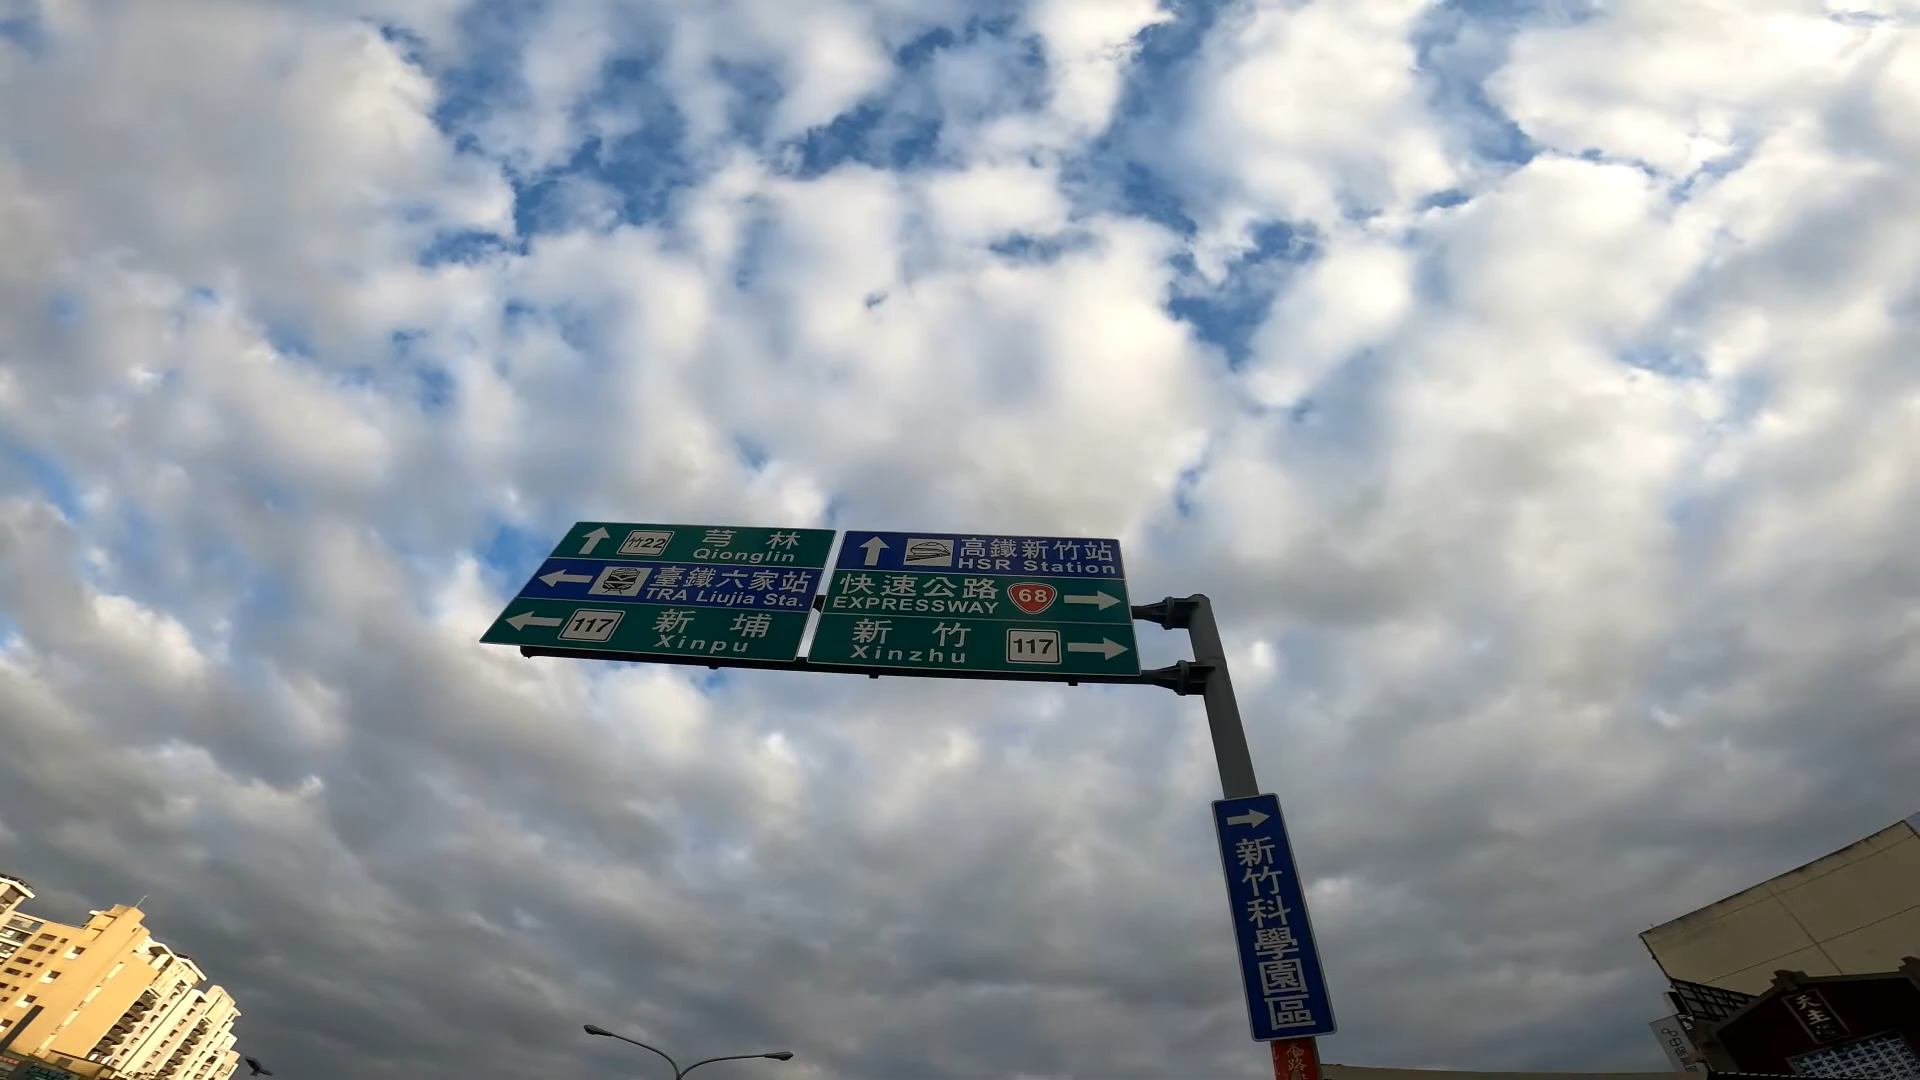 竹22 芎林
Qionglin
臺鐵六家站
TRA Liujia Sta.
117 新埔
Xinpu
高鐵新竹站
HSR Station
快速公路 68
EXPRESSWAY
新竹 117
Xinzhu
新竹科學園區
天主